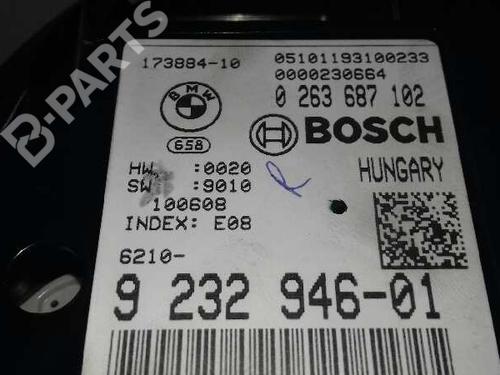 B-PARTS
173884-10
05101193100233
0000230664
BMW
0 263 687 102
658
BOSCH
HW :0020
SW :9010
100608
INDEX: E08
R
HUNGARY
6210-
9 232 946-01